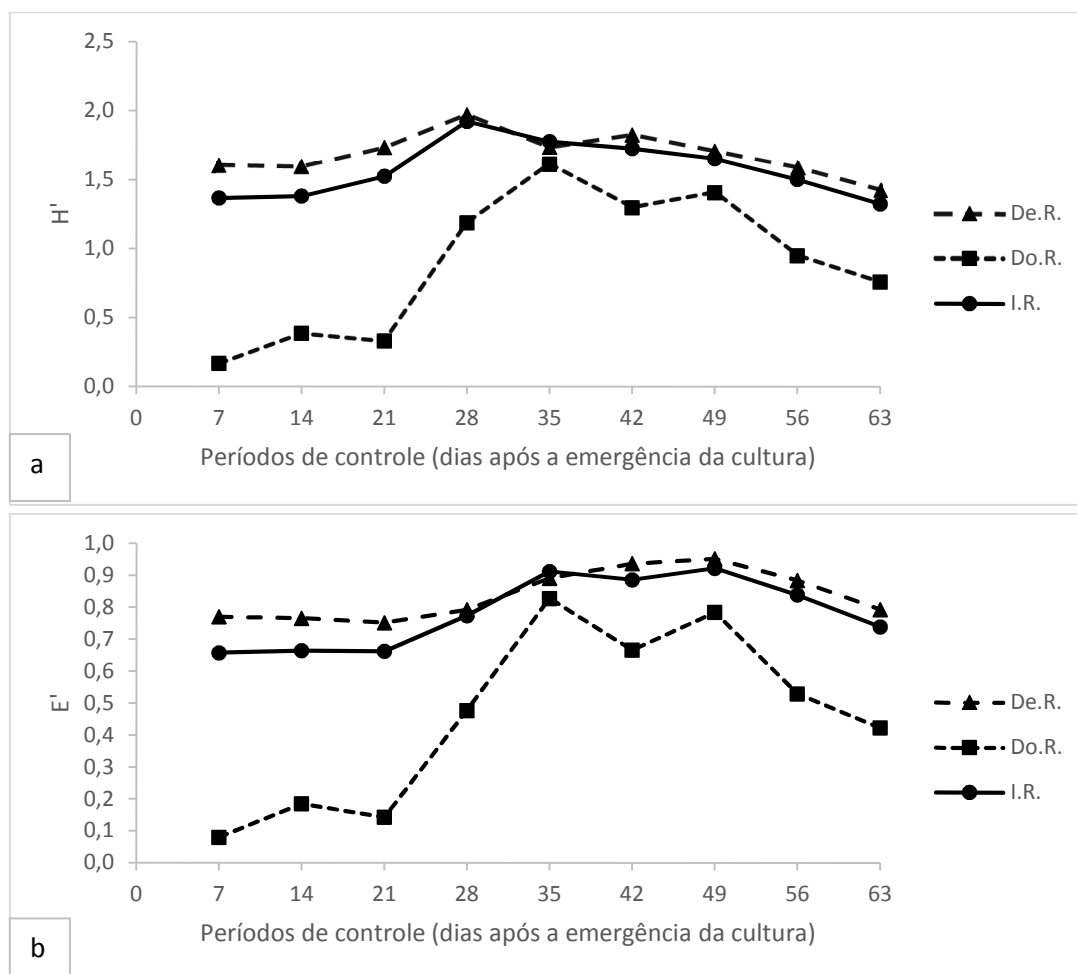 2,5
2,0
1,5
1,0
0,5
0,0
H'
0 7 14 21 28 35 42 49 56 63
Períodos de controle (dias após a emergência da cultura)
De.R.
Do.R.
I.R.
a
1,0
0,9
0,8
0,7
0,6
0,5
0,4
0,3
0,2
0,1
0,0
E'
0 7 14 21 28 35 42 49 56 63
Períodos de controle (dias após a emergência da cultura)
De.R.
Do.R.
I.R.
b